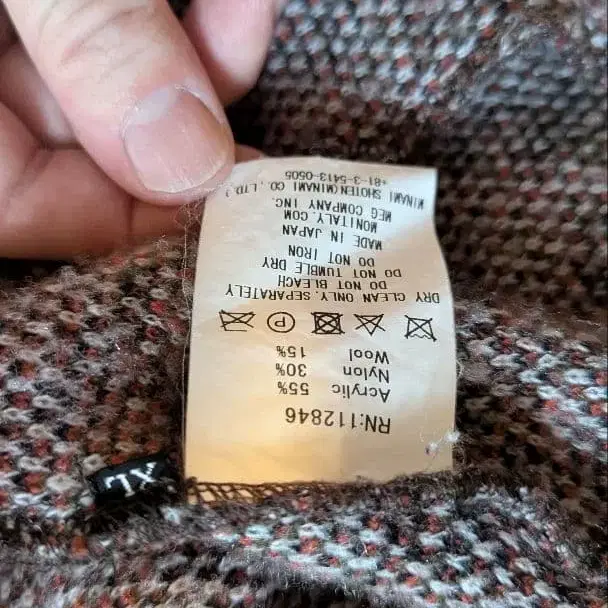 RN:112846
Acrylic 55%
Nylon 30%
Wool 15%
P
DRY CLEAN ONLY.SEPARATELY
DO NOT BLEACH
DO NOT TUMBLE DRY
DO NOT IRON
MADE IN JAPAN
MONITALY.COM
MEG COMPANY INC.
MINAMI SHOTEN(MINAMI CO.,LTD.)
+81-3-5413-0505
XL